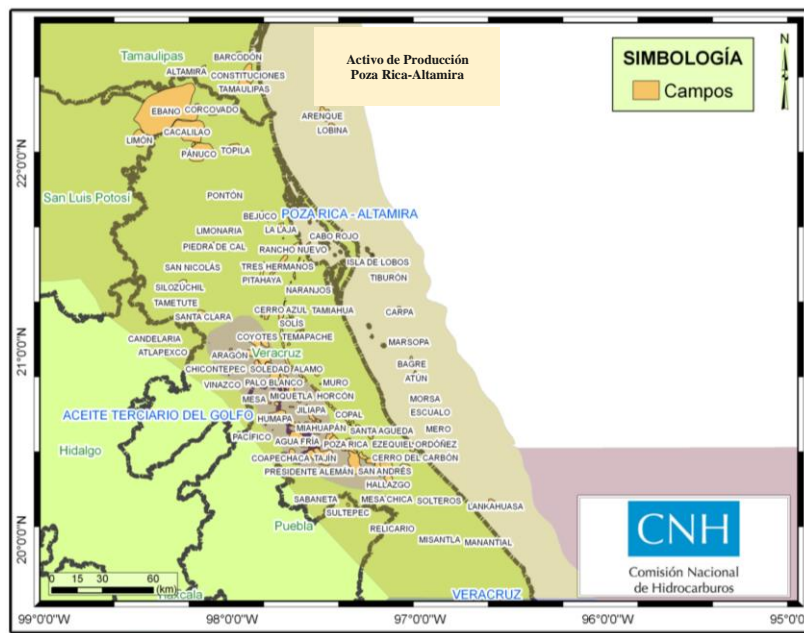 Activo de Producción
Poza Rica-Altamira
N
SIMBOLOGÍA
Campos
Tamaulipas
BARCODÓN
ALTAMIRA
CONSTITUCIONES
TAMAULIPAS
EBANO
CORCOVADO
CACALILAO
LIMÓN
PÁNUCO
TOPILA
ARENQUE
LOBINA
22°0'0"N
San Luis Potosí
PONTÓN
BEJUCO
POZA RICA - ALTAMIRA
LIMONARIA
LA LAJA
CABO ROJO
PIEDRA DE CAL
RANCHO NUEVO
ISLA DE LOBOS
SAN NICOLÁS
TRES HERMANOS
TIBURÓN
SILOZÚCHIL
PITAHAYA
NARANJOS
TAMETUTE
SANTA CLARA
CERRO AZUL
TAMIAHUA
CARPA
SOLÍS
CANDELARIA
COYOTES
TEMAPACHE
MARSOPA
ATLAPEXCO
ARAGÓN
Veracruz
21°0'0"N
CHICONTEPEC
SOLEDAD
ALAMO
BAGRE
ATÚN
VINAZCO
PALO BLANCO
MURO
MESA
MIQUETLA
HORCÓN
MORSA
ACEITE TERCIARIO DEL GOLFO
HUMAPA
JILIAPA
COPAL
ESCUALO
MIAHUAPÁN
SANTA AGUEDA
MERO
Hidalgo
PACÍFICO
AGUA FRÍA
POZA RICA
EZEQUIEL ORDÓÑEZ
COAPECHACA
TAJÍN
CERRO DEL CARBÓN
PRESIDENTE ALEMÁN
SAN ANDRÉS
HALLAZGO
SABANETA
MESA CHICA
SOLTEROS
LANKAHUASA
SULTEPEC
Puebla
RELICARIO
MISANTLA
MANANTIAL
20°0'0"N
CNH
Comisión Nacional
de Hidrocarburos
0 15 30 60
(km)
Tlaxcala
VERACRUZ
99°0'0"W
98°0'0"W
97°0'0"W
96°0'0"W